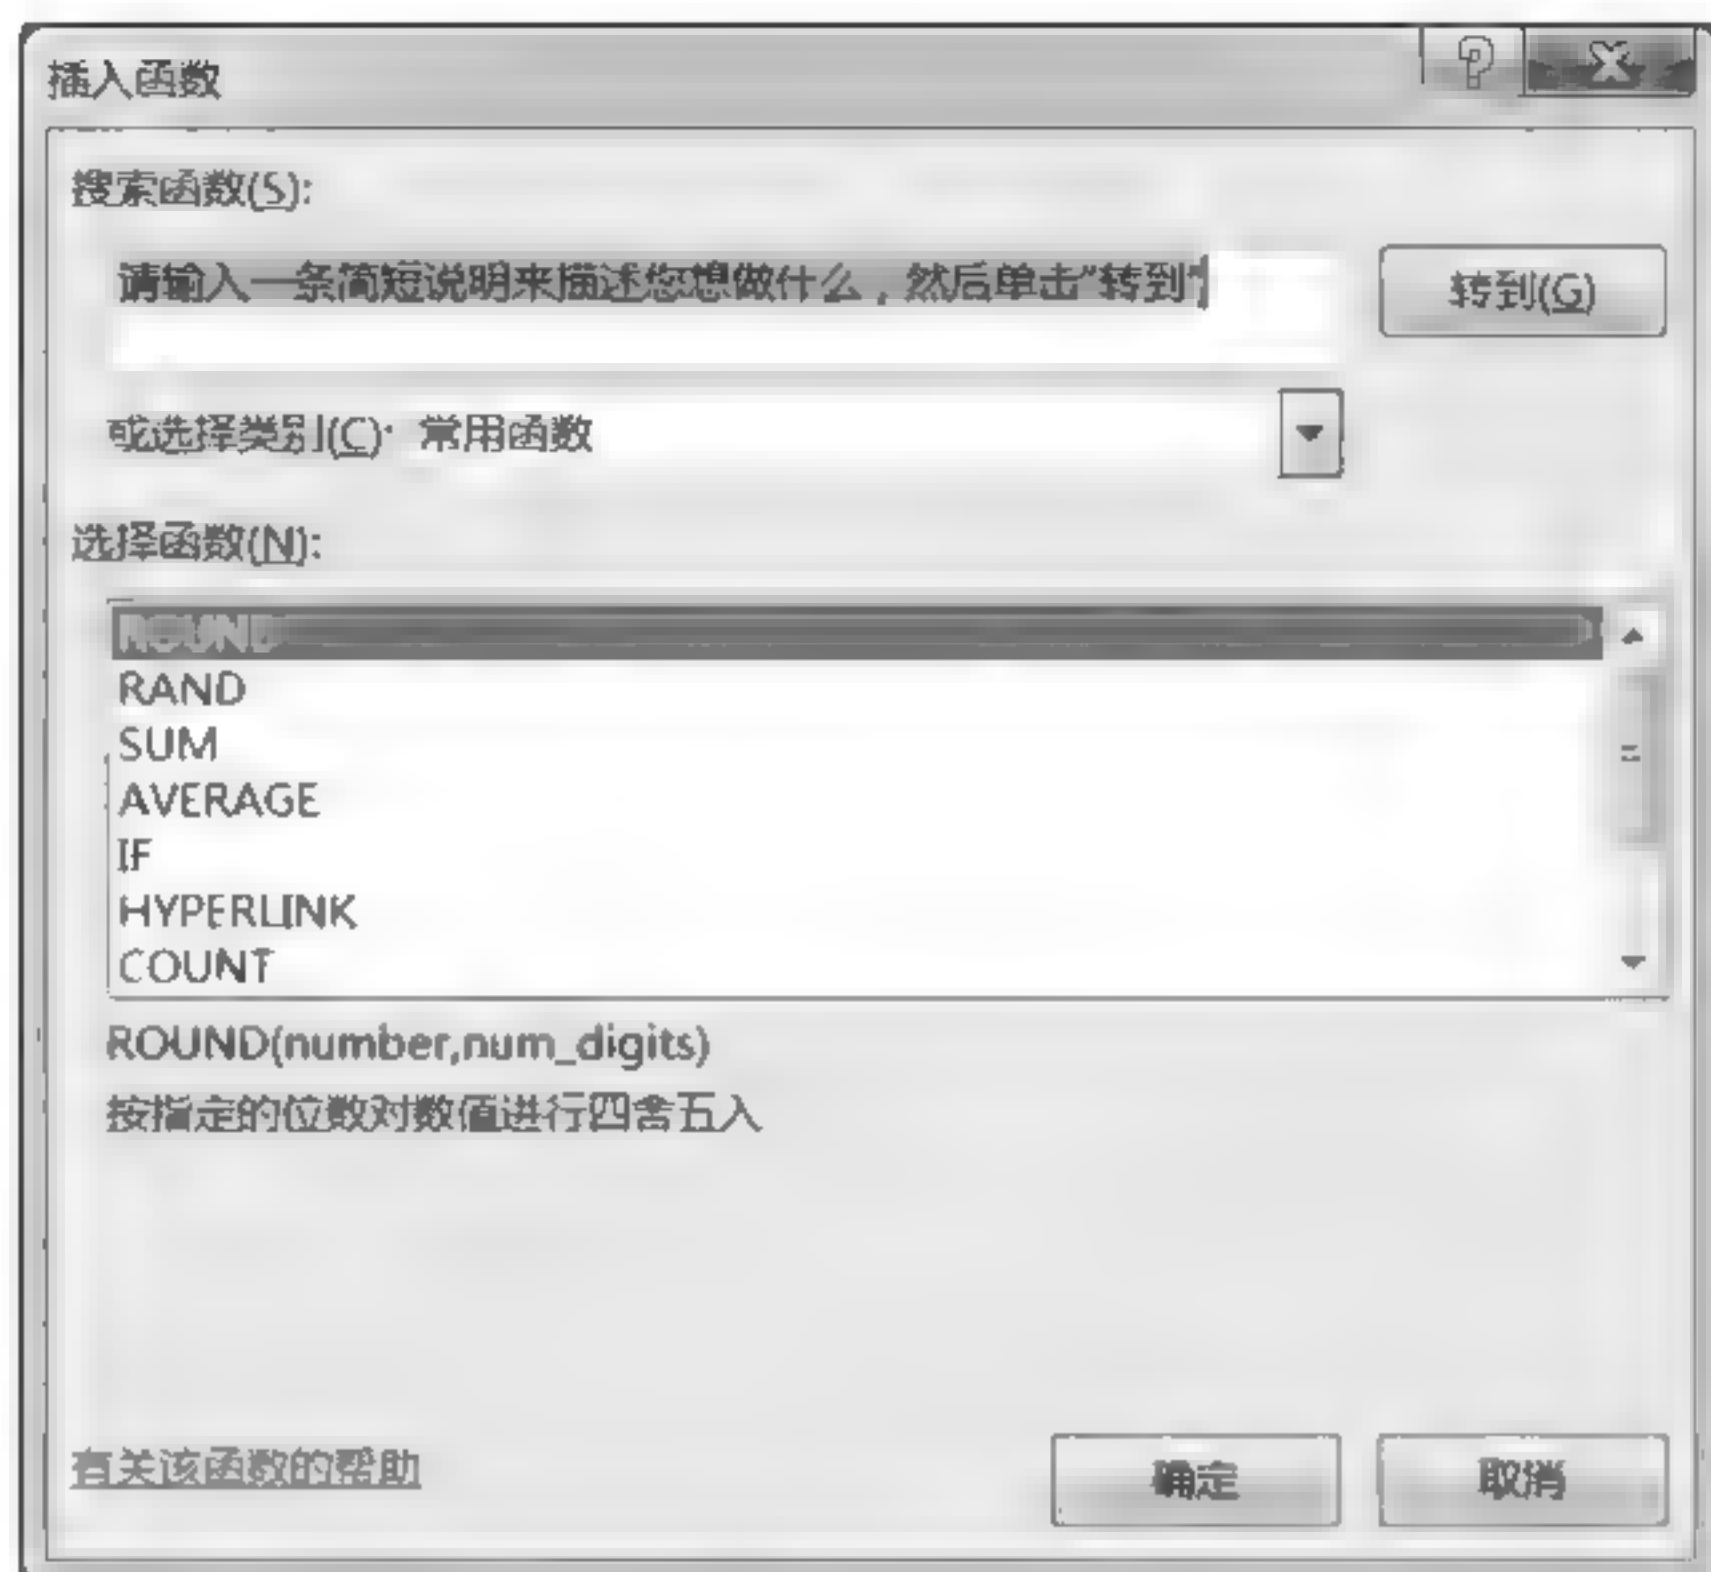 插入函数
搜索函数(S):
请输入一条简短说明来描述您想做什么，然后单击"转到"
转到(G)
或选择类别(C): 常用函数
选择函数(N):
ROUND
RAND
SUM
AVERAGE
IF
HYPERLINK
COUNT
ROUND(number,num_digits)
按指定的位数对数值进行四舍五入
有关该函数的帮助
确定
取消